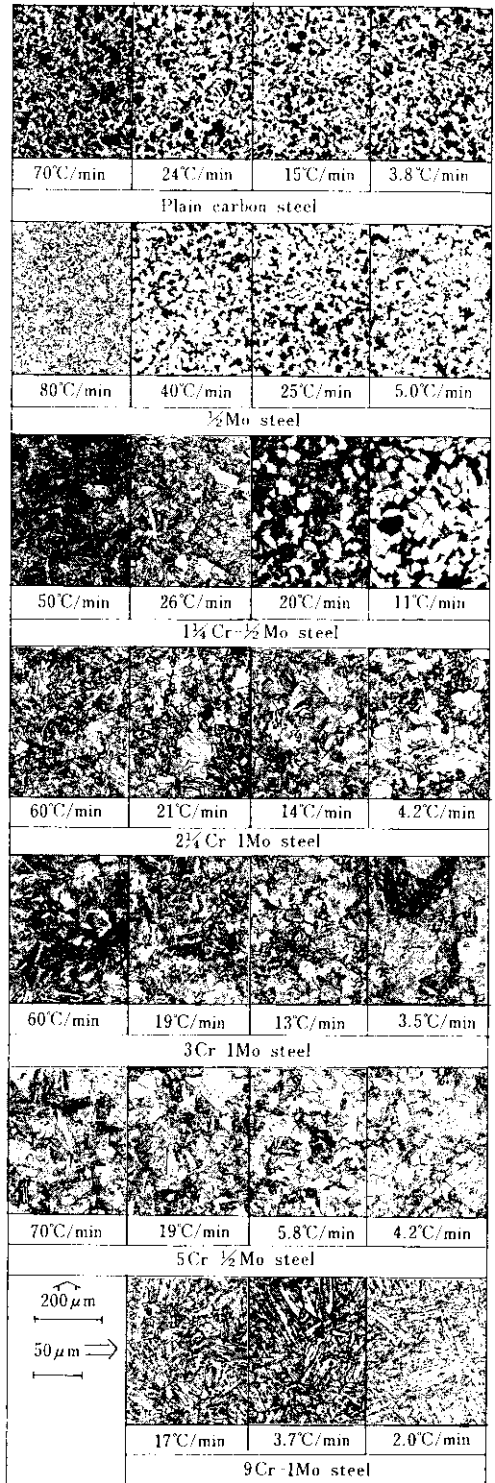 70°C/min 24°C/min 15°C/min 3.8°C/min
Plain carbon steel
80°C/min 40°C/min 25°C/min 5.0°C/min
½Mo steel
50°C/min 26°C/min 20°C/min 11°C/min
1¼Cr-½Mo steel
60°C/min 21°C/min 14°C/min 4.2°C/min
2¼Cr 1Mo steel
60°C/min 19°C/min 13°C/min 3.5°C/min
3Cr 1Mo steel
70°C/min 19°C/min 5.8°C/min 4.2°C/min
5Cr ½Mo steel
200μm
50μm
17°C/min 3.7°C/min 2.0°C/min
9Cr-1Mo steel